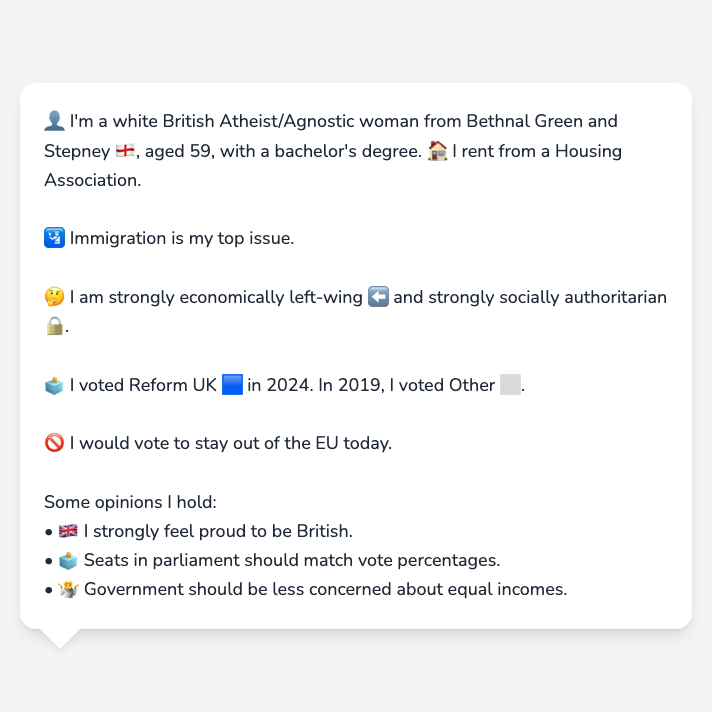 👤 I'm a white British Atheist/Agnostic woman from Bethnal Green and
Stepney 🏴󠁧󠁢󠁥󠁮󠁧󠁿, aged 59, with a bachelor's degree. 🏠 I rent from a Housing
Association.
🛂 Immigration is my top issue.
🤔 I am strongly economically left-wing ⬅️ and strongly socially authoritarian
🔒.
🗳️ I voted Reform UK 🟦 in 2024. In 2019, I voted Other ⬜.
🚫 I would vote to stay out of the EU today.
Some opinions I hold:
• 🇬🇧 I strongly feel proud to be British.
• 🗳️ Seats in parliament should match vote percentages.
• 🤷 Government should be less concerned about equal incomes.